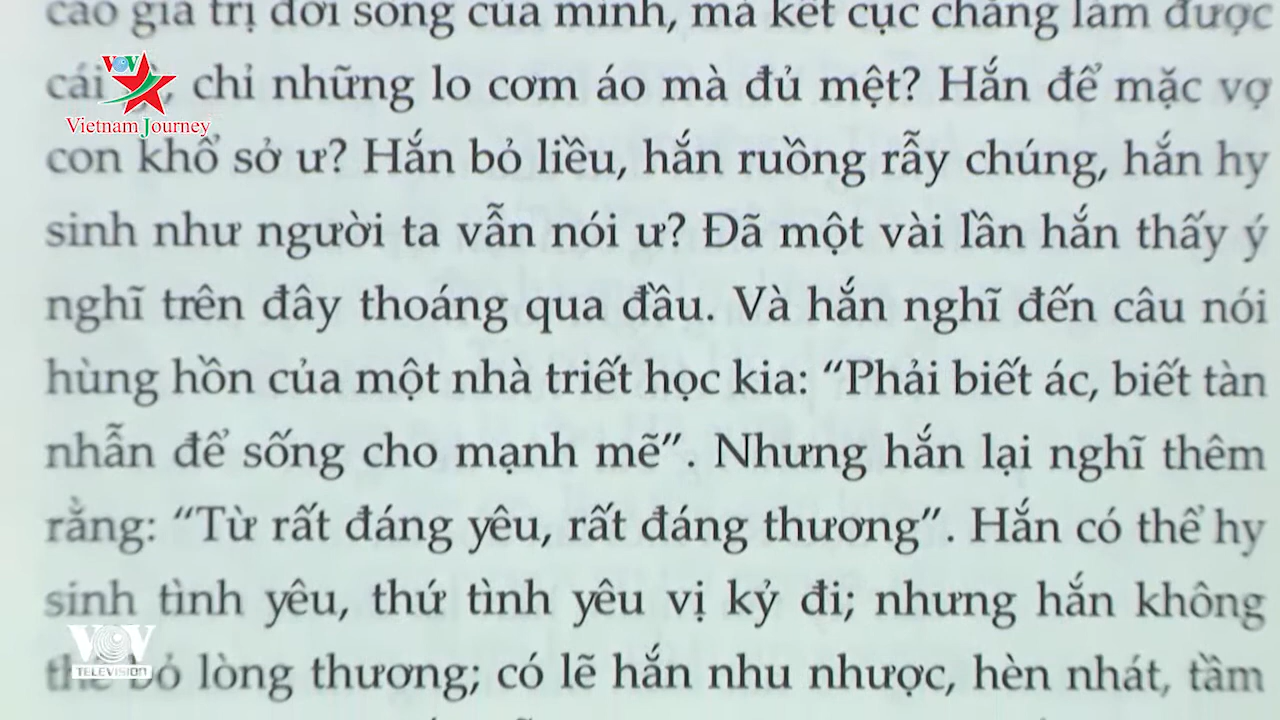 cao giá trị đời sống của mình, mà kết cục chẳng làm được
VOV
cái chỉ những lo cơm áo mà đủ mệt? Hắn để mặc vợ
Vietnam Journey
con khổ sở ư? Hắn bỏ liều, hắn ruồng rẫy chúng, hắn hy
sinh như người ta vẫn nói ư? Đã một vài lần hắn thấy ý
nghĩ trên đây thoáng qua đầu. Và hắn nghĩ đến câu nói
hùng hồn của một nhà triết học kia: “Phải biết ác, biết tàn
nhẫn để sống cho mạnh mẽ”. Nhưng hắn lại nghĩ thêm
rằng: “Từ rất đáng yêu, rất đáng thương”. Hắn có thể hy
sinh tình yêu, thứ tình yêu vị kỷ đi; nhưng hắn không
VOV
TELEVISION
bỏ lòng thương; có lẽ hắn nhu nhược, hèn nhát, tầm